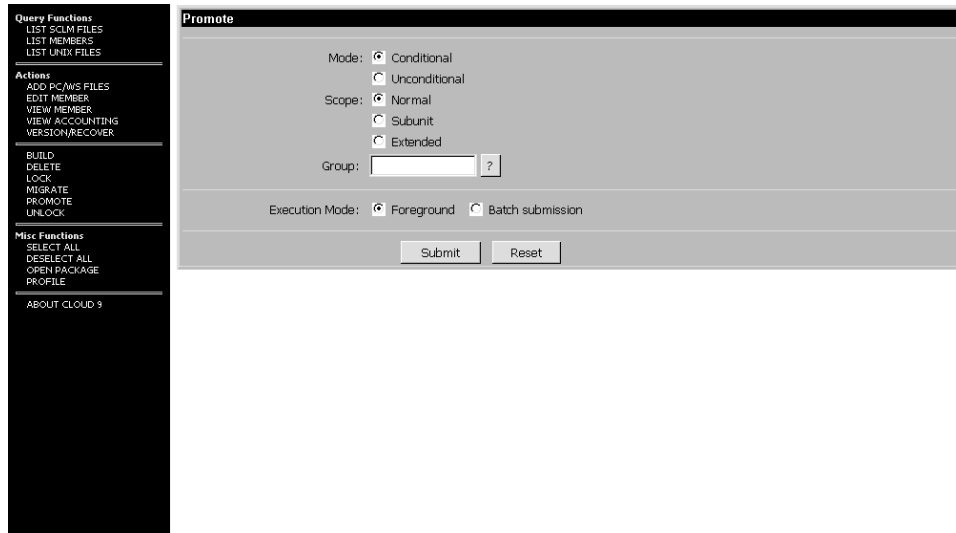 Query Functions
LIST SCLM FILES
LIST MEMBERS
LIST UNIX FILES
Actions
ADD PC/WS FILES
EDIT MEMBER
VIEW MEMBER
VIEW ACCOUNTING
VERSION/RECOVER
BUILD
DELETE
LOCK
MIGRATE
PROMOTE
UNLOCK
Misc Functions
SELECT ALL
DESELECT ALL
OPEN PACKAGE
PROFILE
ABOUT CLOUD 9
Promote
Mode: Conditional
Unconditional
Scope: Normal
Subunit
Extended
Group: ?
Execution Mode: Foreground Batch submission
Submit Reset